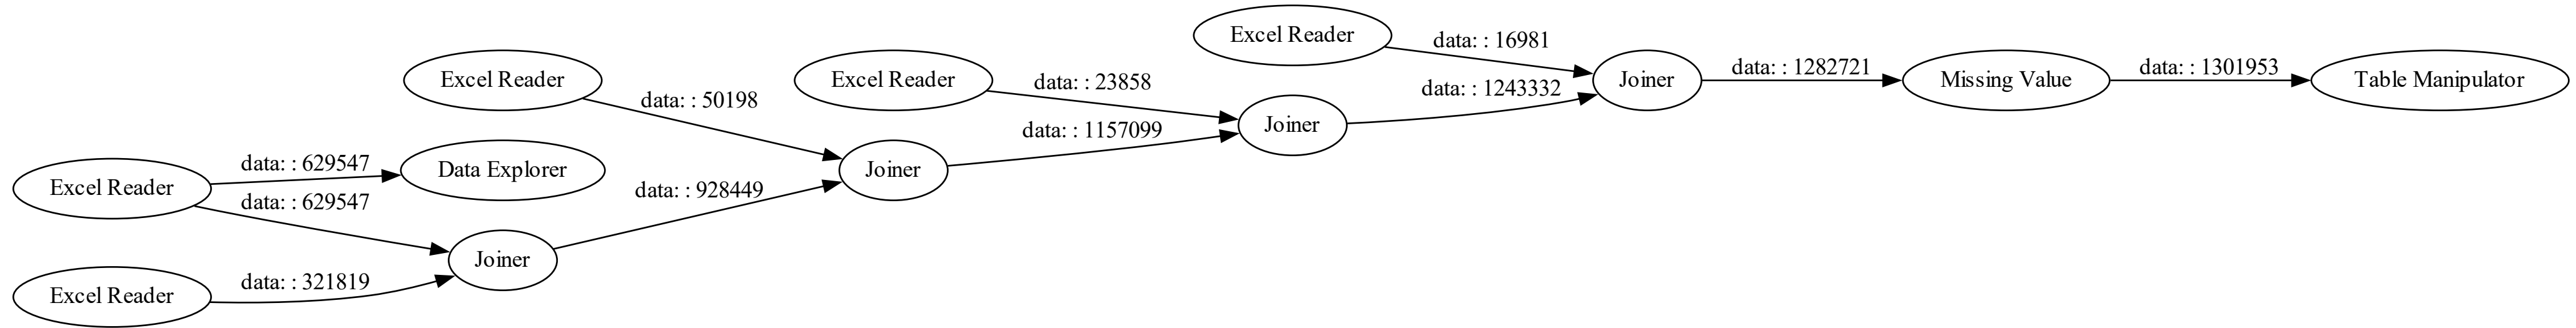 Excel Reader
data: : 16981
Excel Reader
data: : 50198
Excel Reader
data: : 23858
data: : 1243332
Joiner
data: : 1282721
Missing Value
data: : 1301953
Table Manipulator
Joiner
data: : 1157099
Excel Reader
data: : 629547
Data Explorer
data: : 629547
data: : 928449
Joiner
Joiner
Excel Reader
data: : 321819